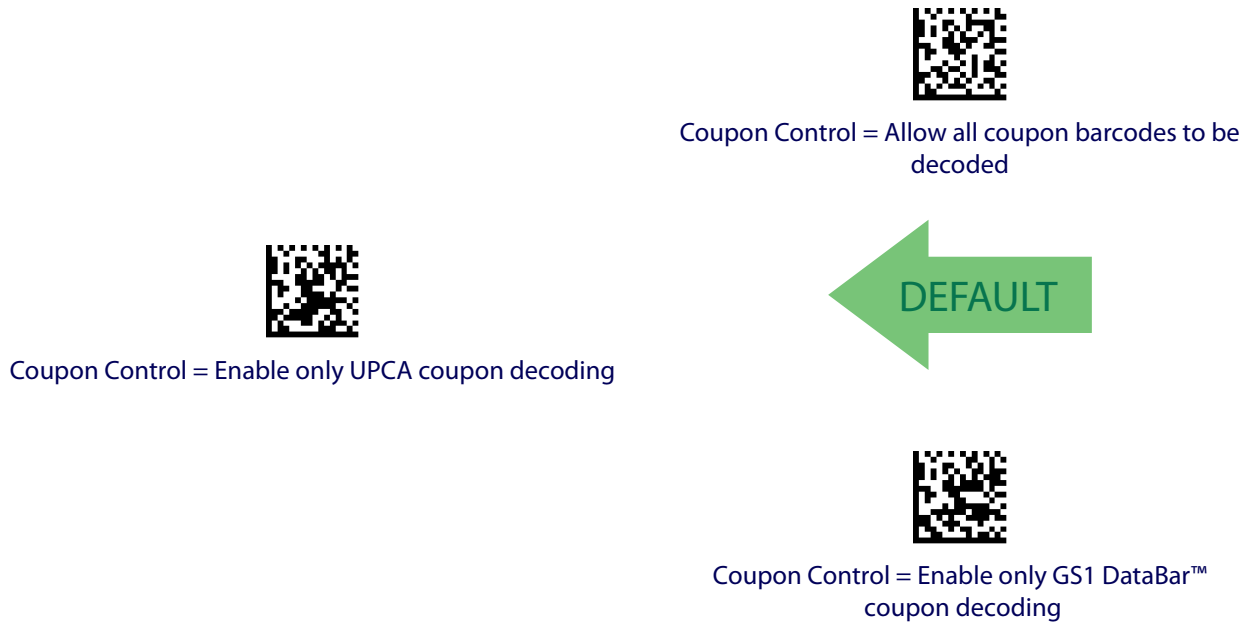 Coupon Control = Allow all coupon barcodes to be
decoded
DEFAULT
Coupon Control = Enable only UPCA coupon decoding
Coupon Control = Enable only GS1 DataBar™
coupon decoding